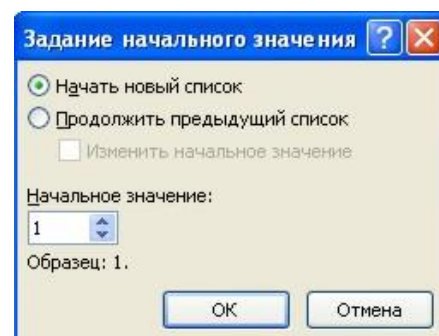 Задание начального значения
Начать новый список
Продолжить предыдущий список
Изменить начальное значение
Начальное значение:
1
Образец: 1.
ОК Отмена